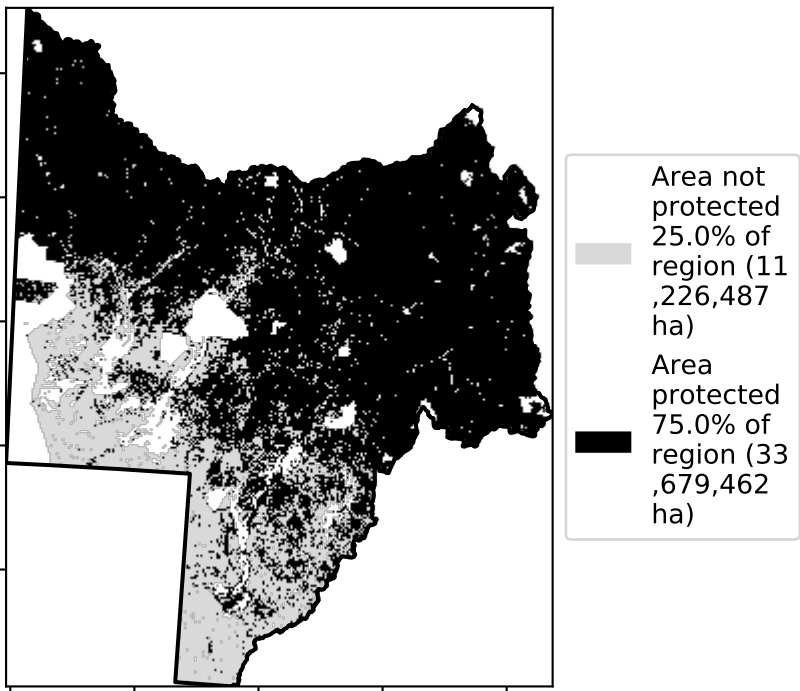 Area not
protected
25.0% of
region (11
,226,487
ha)
Area
protected
75.0% of
region (33
,679,462
ha)